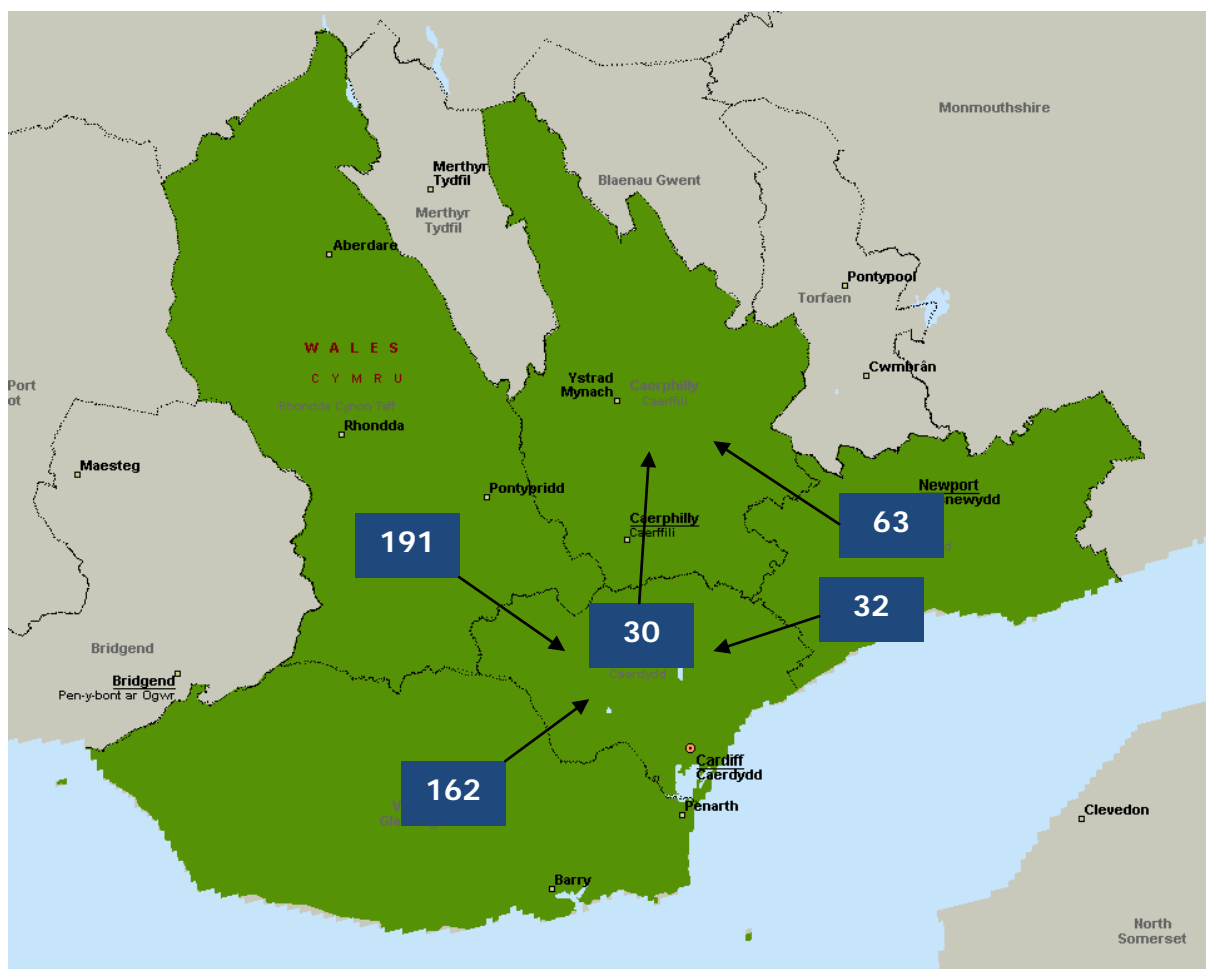 Monmouthshire
Merthyr
Tydfil
Blaenau Gwent
Merthyr
Tydfil
Aberdare
Pontypool
Torfaen
WALES
CYMRU
Cwmbrân
Port
ot
Ystrad
Mynach
Caerphilly
Caerffili
Rhondda Cynon Taff
Rhondda
Maesteg
Pontypridd
Newport
snewydd
63
Caerphilly
Caerffili
191
32
30
Caerdydd
Bridgend
Bridgend
Pen-y-bont ar Ogwr
Cardiff
Caerdydd
162
Penarth
Clevedon
Barry
North
Somerset